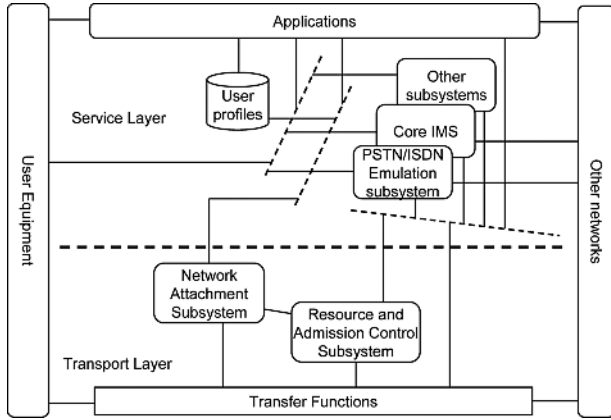 Applications
User
profiles
Other
subsystems
Service Layer
Core IMS
PSTN/ISDN
Emulation
subsystem
User Equipment
Other networks
Network
Attachment
Subsystem
Resource and
Admission Control
Subsystem
Transport Layer
Transfer Functions